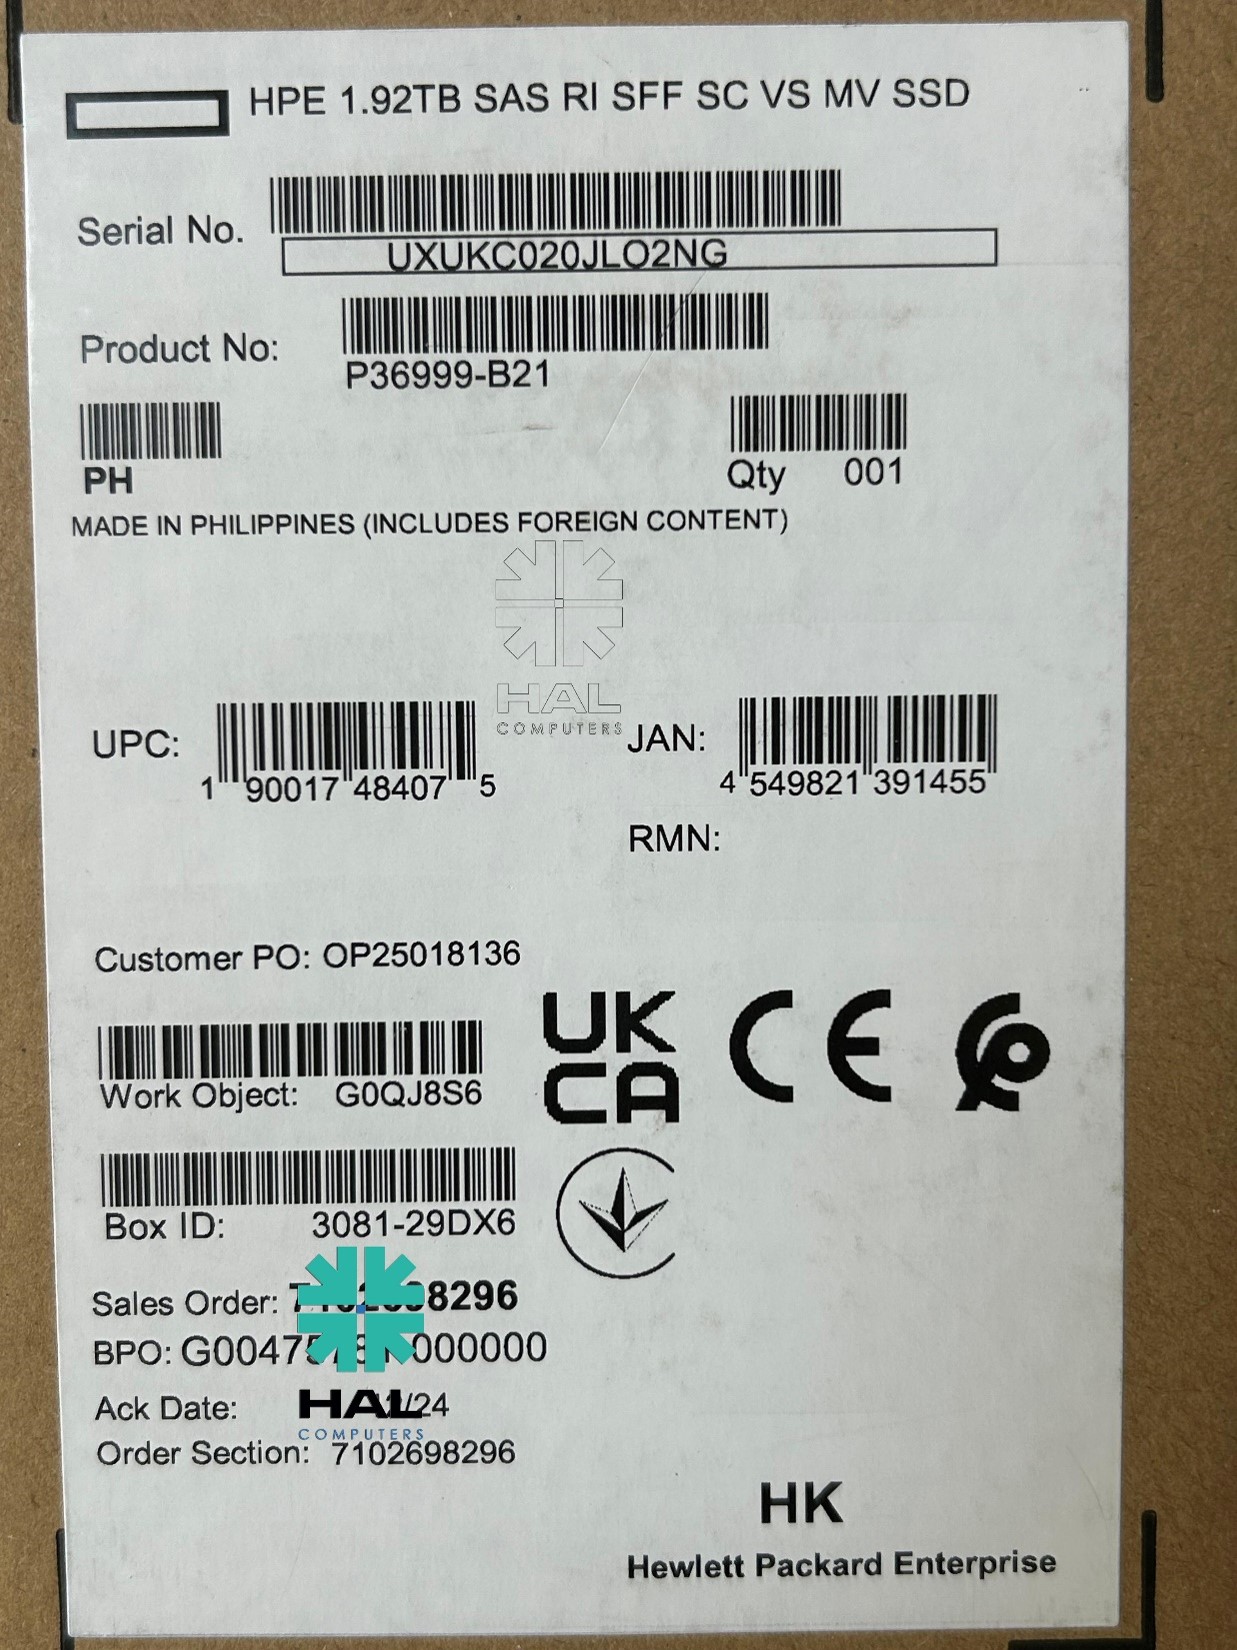 HPE 1.92TB SAS RI SFF SC VS MV SSD
Serial No.
UXUKC020JLO2NG
Product No:
P36999-B21
PH
Qty 001
MADE IN PHILIPPINES (INCLUDES FOREIGN CONTENT)
HAL
COMPUTERS
UPC:
1 90017 48407 5
JAN:
4 549821 391455
RMN:
Customer PO: OP25018136
UK
CA
CE
Work Object: G0QJ8S6
Box ID: 3081-29DX6
Sales Order:
BPO:
Ack Date:
HAL
COMPUTERS
Order Section: 7102698296
HK
Hewlett Packard Enterprise